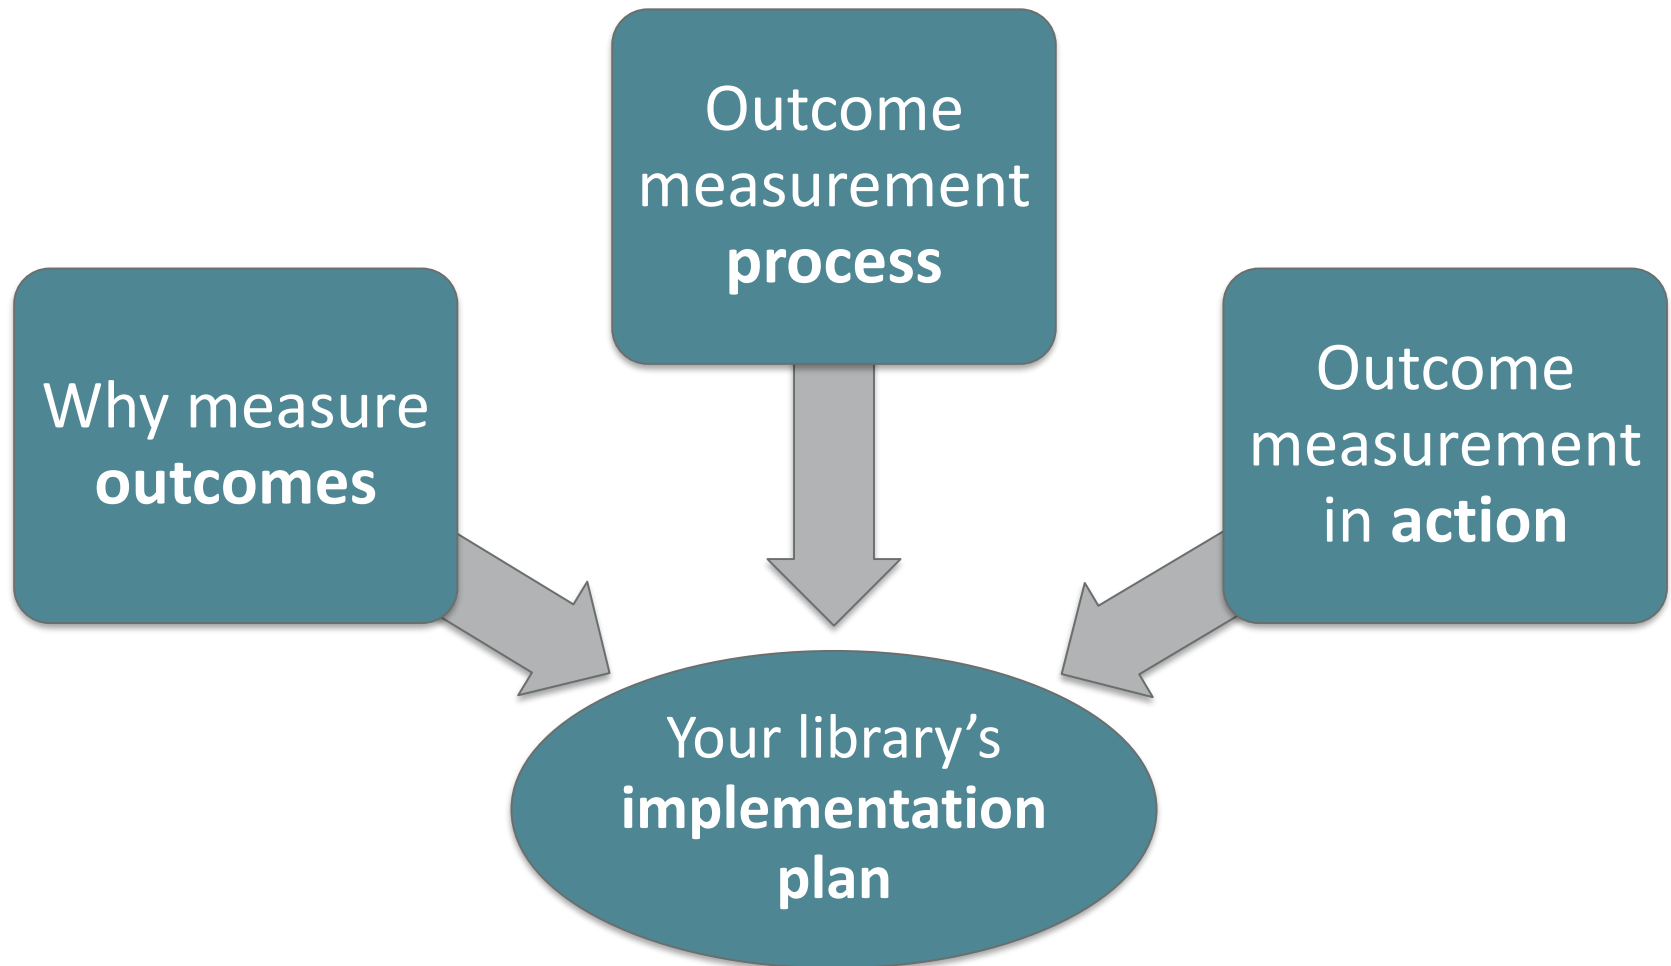 Outcome
measurement
process
Why measure
outcomes
Outcome
measurement
in action
Your library’s
implementation
plan